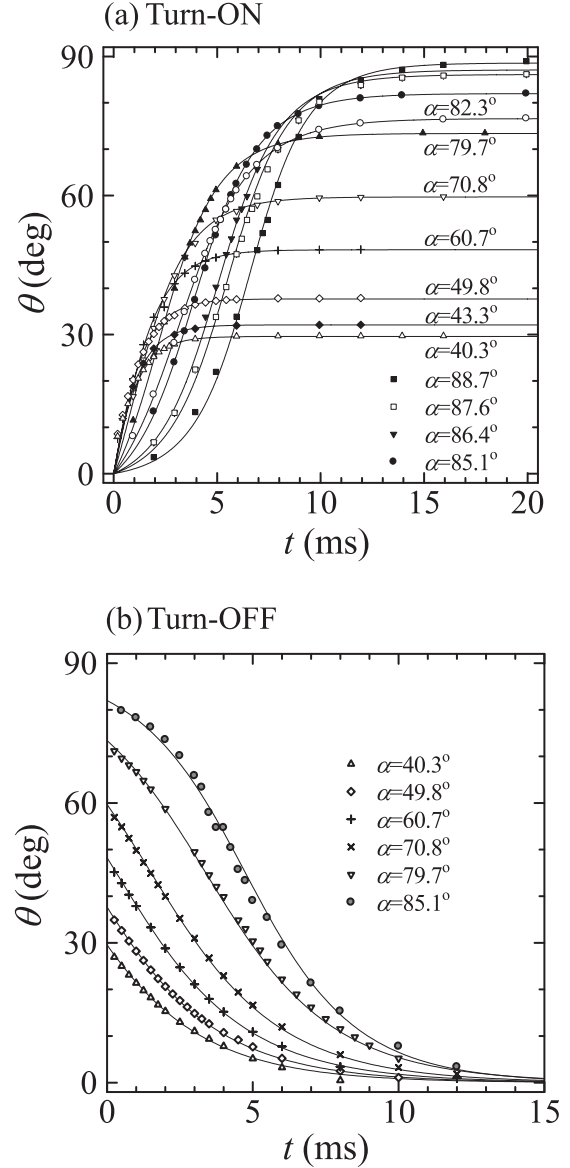 (a) Turn-ON
90
60
30
0
θ (deg)
α=82.3°
α=79.7°
α=70.8°
α=60.7°
α=49.8°
α=43.3°
α=40.3°
α=88.7°
α=87.6°
α=86.4°
α=85.1°
0 5 10 15 20
t (ms)
(b) Turn-OFF
90
60
30
0
θ (deg)
α=40.3°
α=49.8°
α=60.7°
α=70.8°
α=79.7°
α=85.1°
0 5 10 15
t (ms)